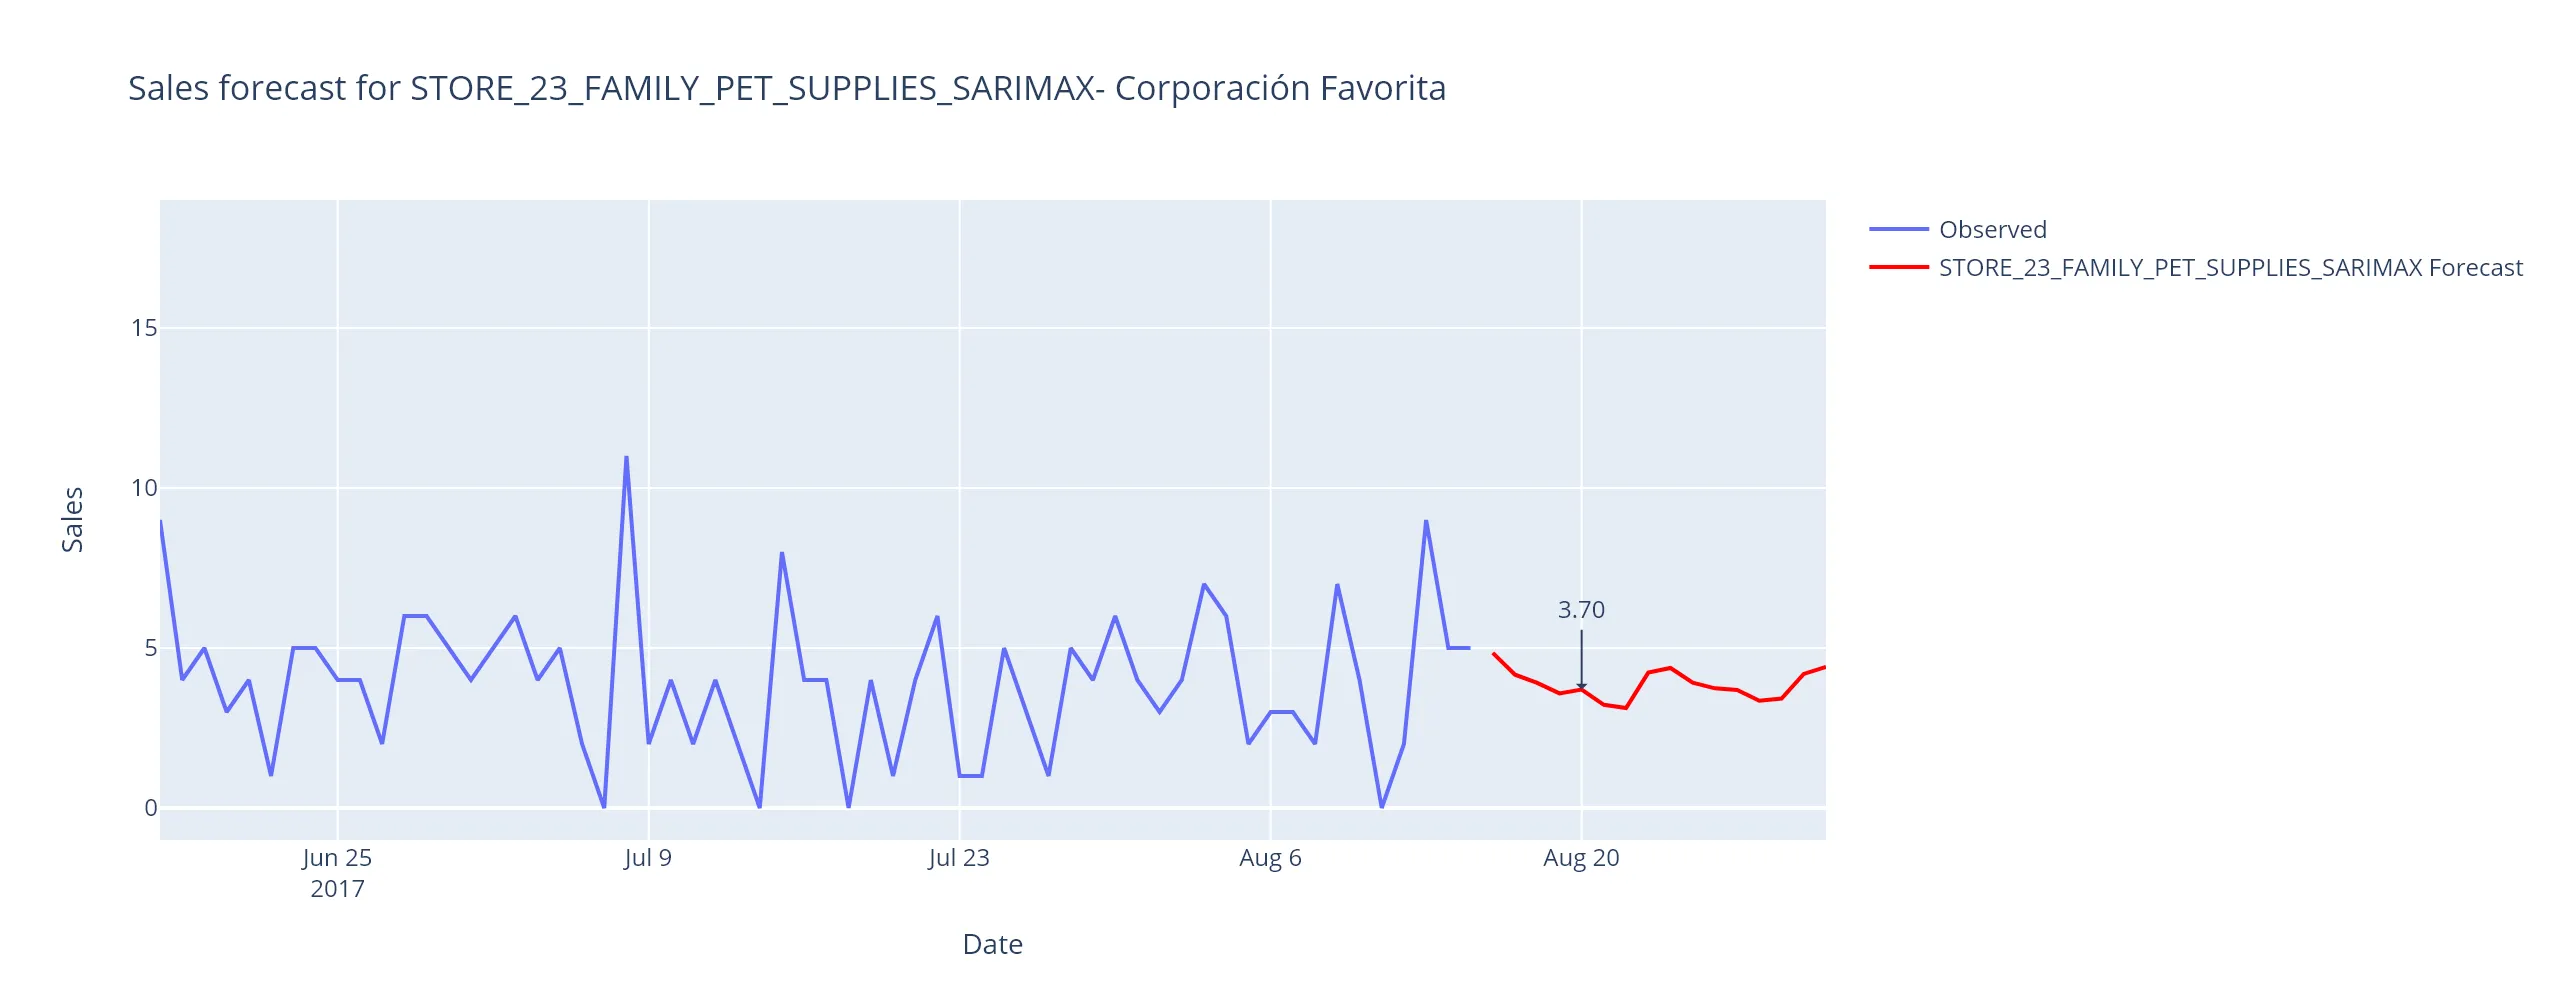 Sales forecast for STORE_23_FAMILY_PET_SUPPLIES_SARIMAX- Corporación Favorita
Observed
STORE_23_FAMILY_PET_SUPPLIES_SARIMAX Forecast
15
10
5
0
Sales
3.70
Jun 25
2017
Jul 9
Jul 23
Aug 6
Aug 20
Date